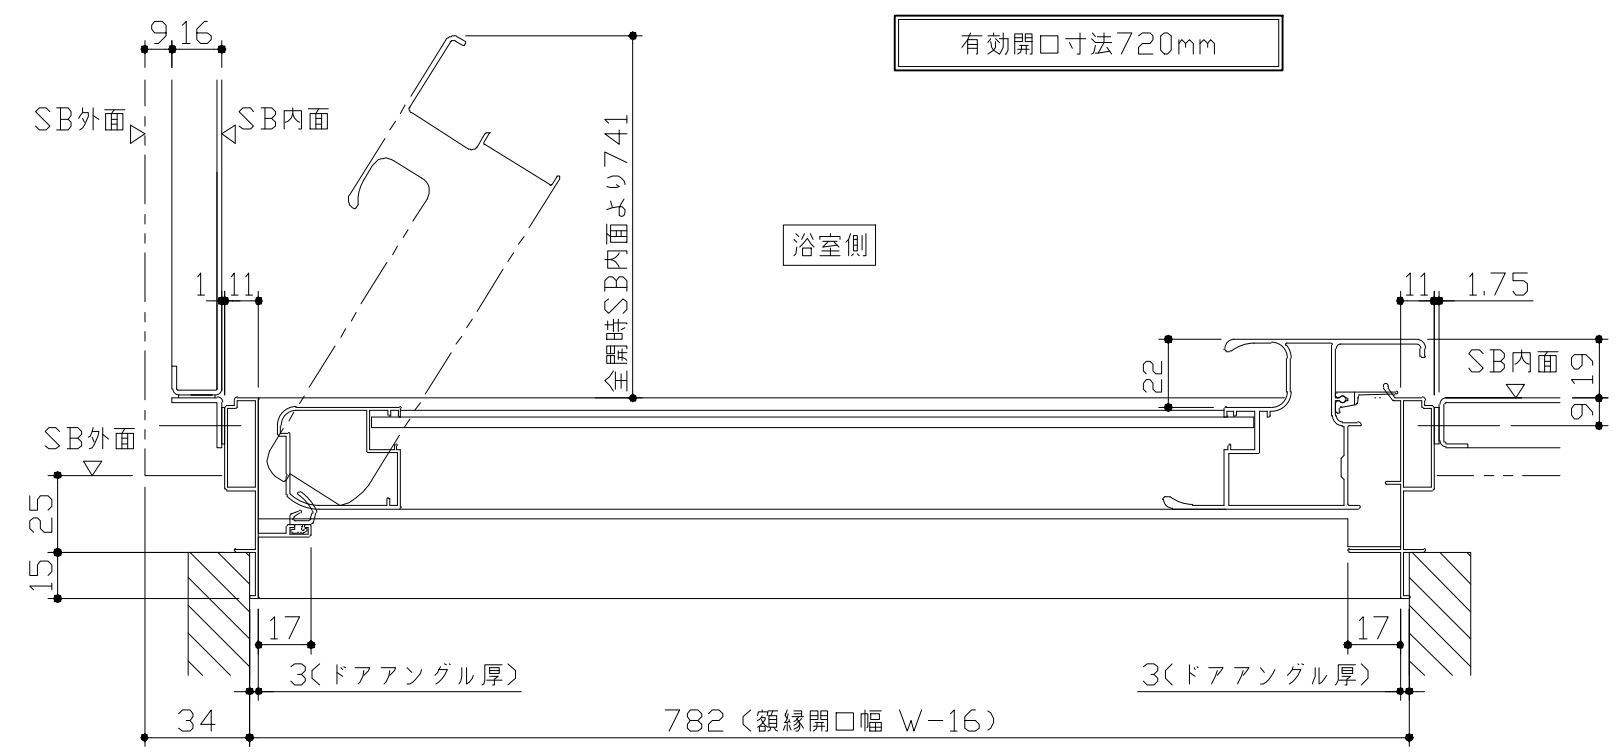 9 16
有効開口寸法720mm
SB外面
SB内面
全開時SB内面より741
浴室側
1 11
11 1.75
22
SB内面
19
9
SB外面
25
15
17
17
3(ドアアングル厚)
3(ドアアングル厚)
34
782(額縁開口幅 W-16)